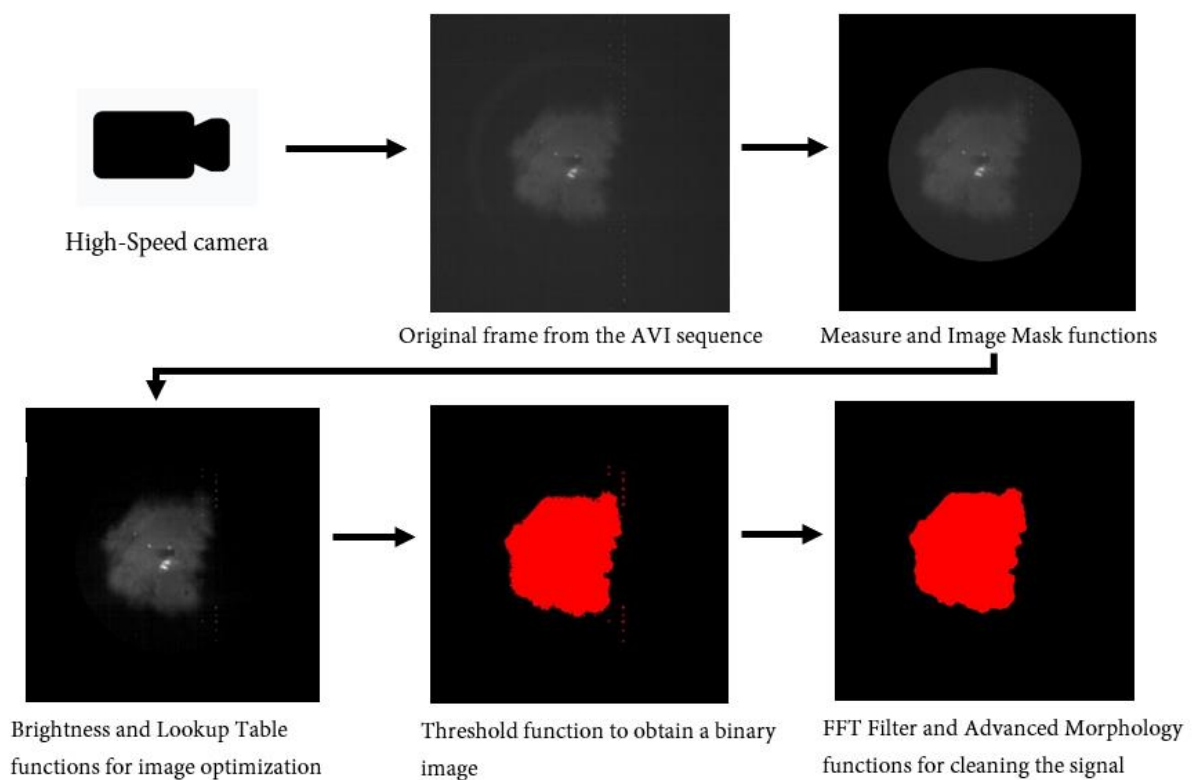 High-Speed camera
Original frame from the AVI sequence
Measure and Image Mask functions
Brightness and Lookup Table
functions for image optimization
Threshold function to obtain a binary
image
FFT Filter and Advanced Morphology
functions for cleaning the signal